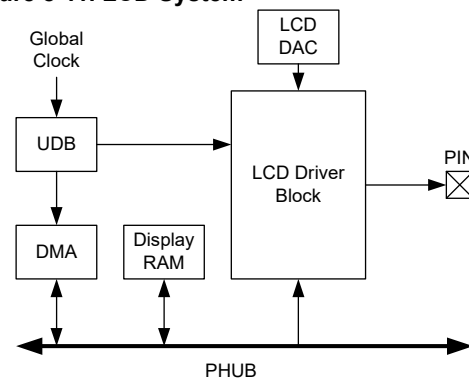 LCD System
Global
Clock
LCD
DAC
UDB
LCD Driver
Block
PIN
DMA
Display
RAM
PHUB